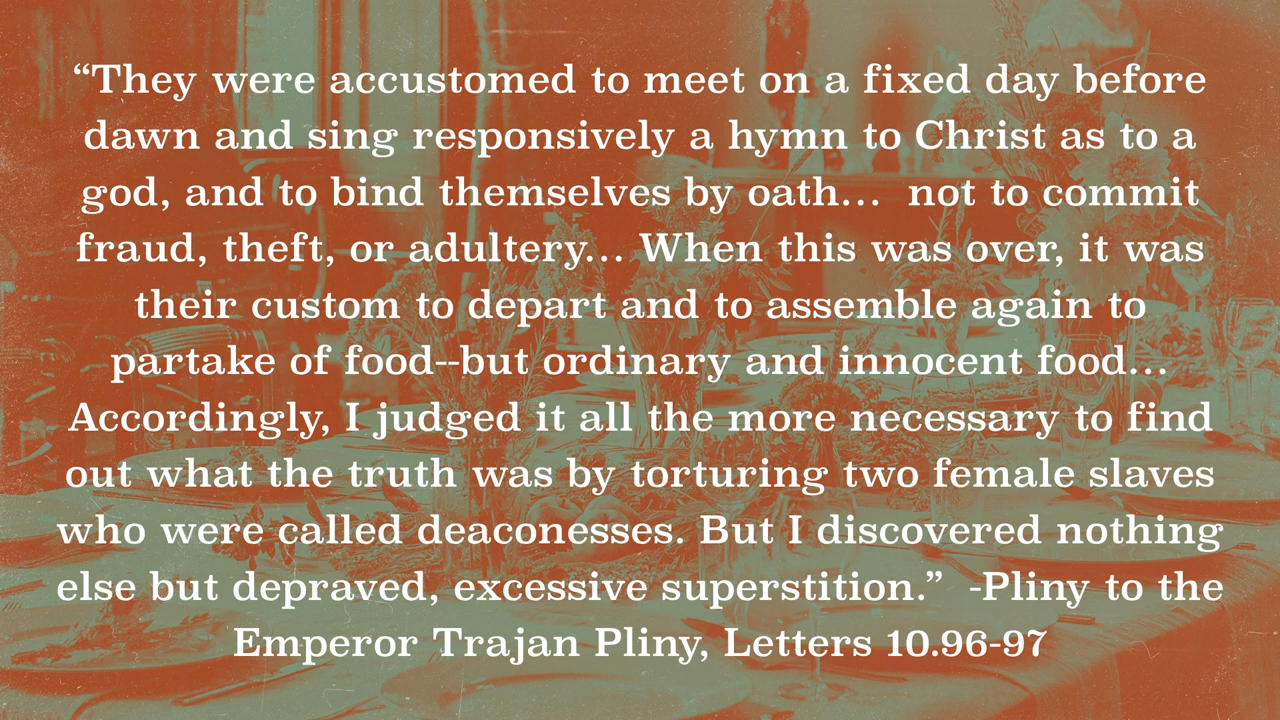 “They were accustomed to meet on a fixed day before
dawn and sing responsively a hymn to Christ as to a
god, and to bind themselves by oath…  not to commit
fraud, theft, or adultery… When this was over, it was
their custom to depart and to assemble again to
partake of food--but ordinary and innocent food…
Accordingly, I judged it all the more necessary to find
out what the truth was by torturing two female slaves
who were called deaconesses. But I discovered nothing
else but depraved, excessive superstition.”  -Pliny to the
Emperor Trajan Pliny, Letters 10.96-97